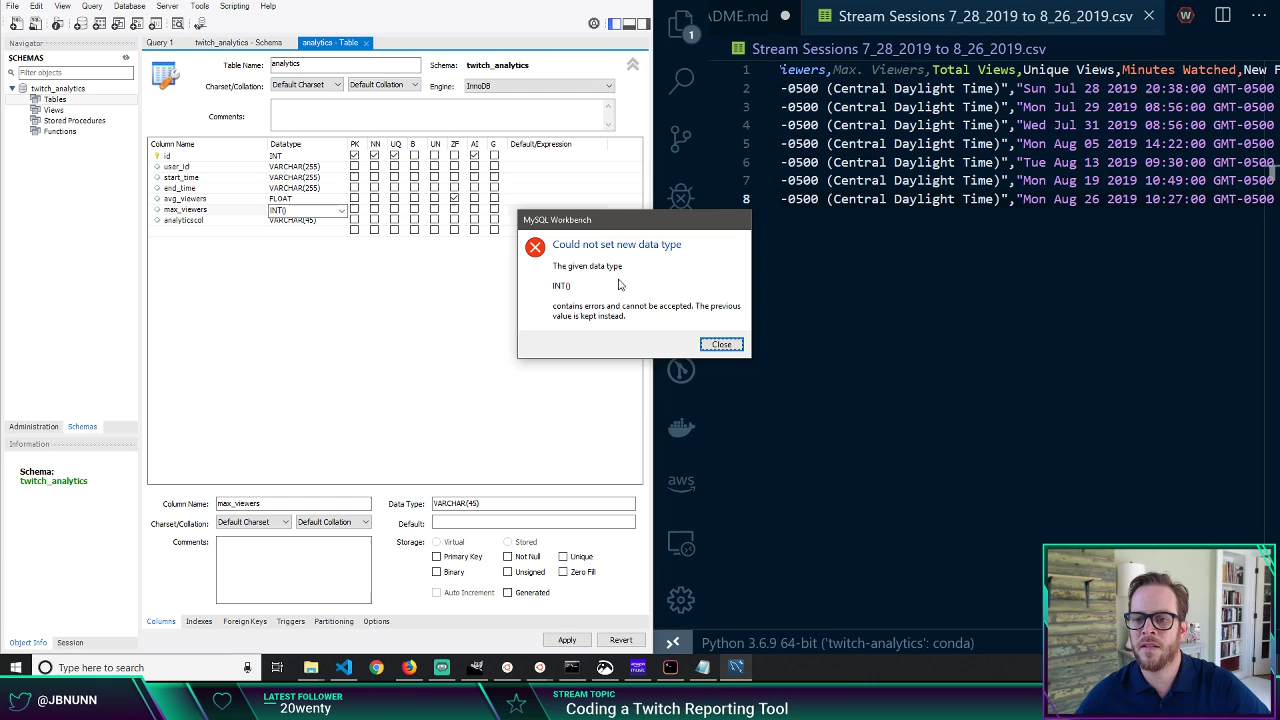 File Edit View Query Database Server Tools Scripting Help
Navigator
SCHEMAS
Filter objects
twitch_analytics
Tables
Views
Stored Procedures
Functions
Administration Schemas
Information
Schema:
twitch_analytics
Object Info Session
Query 1 twitch_analytics - Schema analytics - Table
Table Name: analytics Schema: twitch_analytics
Charset/Collation: Default Charset Default Collation Engine: InnoDB
Comments:
Column Name Datatype PK NN UQ B UN ZF AI G Default/Expression
id INT
user_id VARCHAR(255)
start_time VARCHAR(255)
end_time VARCHAR(255)
avg_viewers FLOAT
max_viewers INT()
analyticscol VARCHAR(45)
MySQL Workbench
Could not set new data type
The given data type
INT()
contains errors and cannot be accepted. The previous
value is kept instead.
Close
Column Name: max_viewers Data Type: VARCHAR(45)
Charset/Collation: Default Charset Default Collation Default:
Comments: Storage: Virtual Stored
Primary Key Not Null Unique
Binary Unsigned Zero Fill
Auto Increment Generated
Columns Indexes Foreign Keys Triggers Partitioning Options
Apply Revert
DME.md Stream Sessions 7_28_2019 to 8_26_2019.csv
1
Stream Sessions 7_28_2019 to 8_26_2019.csv
1 iewers,Max. Viewers,Total Views,Unique Views,Minutes Watched,New F
2 -0500 (Central Daylight Time)","Sun Jul 28 2019 20:38:00 GMT-0500
3 -0500 (Central Daylight Time)","Mon Jul 29 2019 08:56:00 GMT-0500
4 -0500 (Central Daylight Time)","Wed Jul 31 2019 08:56:00 GMT-0500
5 -0500 (Central Daylight Time)","Mon Aug 05 2019 14:22:00 GMT-0500
6 -0500 (Central Daylight Time)","Tue Aug 13 2019 09:30:00 GMT-0500
7 -0500 (Central Daylight Time)","Mon Aug 19 2019 10:49:00 GMT-0500
8 -0500 (Central Daylight Time)","Mon Aug 26 2019 10:27:00 GMT-0500
aws
Python 3.6.9 64-bit ('twitch-analytics': conda)
Type here to search
amazon music
@JBNUNN
LATEST FOLLOWER
20wenty
STREAM TOPIC
Coding a Twitch Reporting Tool